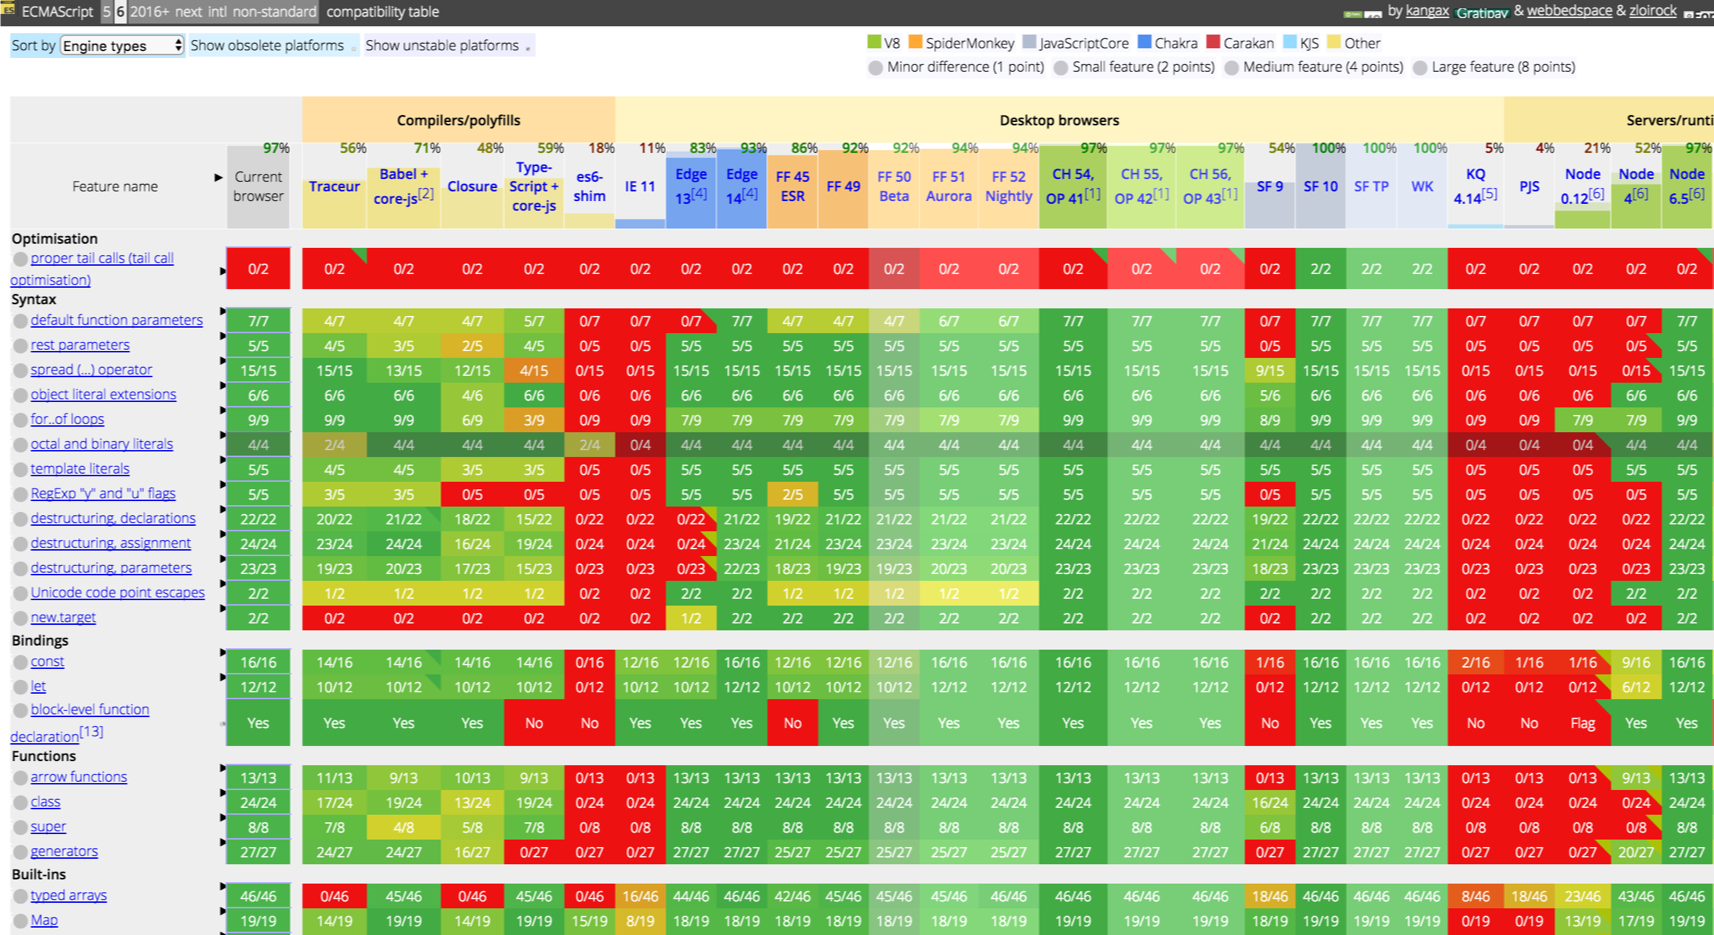 ECMAScript 5 6 2016+ next intl non-standard compatibility table
by kangax Gratipay & webbedspace & zloirock
Sort by Engine types Show obsolete platforms Show unstable platforms
V8 SpiderMonkey JavaScriptCore Chakra Carakan KJS Other
Minor difference (1 point) Small feature (2 points) Medium feature (4 points) Large feature (8 points)
Compilers/polyfills Desktop browsers Servers/runti
97% 56% 71% 48% 59% 18% 11% 83% 93% 86% 92% 92% 94% 94% 97% 97% 97% 54% 100% 100% 100% 5% 4% 21% 52% 97%
Feature name Current browser Traceur Babel + core-js[2] Closure Type-Script + core-js es6-shim IE 11 Edge 13[4] Edge 14[4] FF 45 ESR FF 49 FF 50 Beta FF 51 Aurora FF 52 Nightly CH 54, OP 41[1] CH 55, OP 42[1] CH 56, OP 43[1] SF 9 SF 10 SF TP WK KQ 4.14[5] PJS Node 0.12[6] Node 4[6] Node 6.5[6]
Optimisation
proper tail calls (tail call optimisation) 0/2 0/2 0/2 0/2 0/2 0/2 0/2 0/2 0/2 0/2 0/2 0/2 0/2 0/2 0/2 0/2 0/2 0/2 2/2 2/2 2/2 0/2 0/2 0/2 0/2 0/2
Syntax
default function parameters 7/7 4/7 4/7 4/7 5/7 0/7 0/7 0/7 7/7 4/7 4/7 4/7 6/7 6/7 7/7 7/7 7/7 0/7 7/7 7/7 7/7 0/7 0/7 0/7 0/7 7/7
rest parameters 5/5 4/5 3/5 2/5 4/5 0/5 0/5 5/5 5/5 5/5 5/5 5/5 5/5 5/5 5/5 5/5 5/5 0/5 5/5 5/5 5/5 0/5 0/5 0/5 0/5 5/5
spread (...) operator 15/15 15/15 13/15 12/15 4/15 0/15 0/15 15/15 15/15 15/15 15/15 15/15 15/15 15/15 15/15 15/15 15/15 9/15 15/15 15/15 15/15 0/15 0/15 0/15 0/15 15/15
object literal extensions 6/6 6/6 6/6 4/6 6/6 0/6 0/6 6/6 6/6 6/6 6/6 6/6 6/6 6/6 6/6 6/6 6/6 5/6 6/6 6/6 6/6 0/6 0/6 0/6 6/6 6/6
for..of loops 9/9 9/9 9/9 6/9 3/9 0/9 0/9 7/9 7/9 7/9 7/9 7/9 7/9 7/9 9/9 9/9 9/9 8/9 9/9 9/9 9/9 0/9 0/9 7/9 7/9 9/9
octal and binary literals 4/4 2/4 4/4 4/4 4/4 2/4 0/4 4/4 4/4 4/4 4/4 4/4 4/4 4/4 4/4 4/4 4/4 4/4 4/4 4/4 4/4 0/4 0/4 0/4 4/4 4/4
template literals 5/5 4/5 4/5 3/5 3/5 0/5 0/5 5/5 5/5 5/5 5/5 5/5 5/5 5/5 5/5 5/5 5/5 5/5 5/5 5/5 5/5 0/5 0/5 0/5 5/5 5/5
RegExp "y" and "u" flags 5/5 3/5 3/5 0/5 0/5 0/5 0/5 5/5 5/5 2/5 5/5 5/5 5/5 5/5 5/5 5/5 5/5 0/5 5/5 5/5 5/5 0/5 0/5 0/5 0/5 5/5
destructuring, declarations 22/22 20/22 21/22 18/22 15/22 0/22 0/22 0/22 21/22 19/22 21/22 21/22 21/22 21/22 22/22 22/22 22/22 19/22 22/22 22/22 22/22 0/22 0/22 0/22 0/22 22/22
destructuring, assignment 24/24 23/24 24/24 16/24 19/24 0/24 0/24 0/24 23/24 21/24 23/24 23/24 23/24 23/24 24/24 24/24 24/24 21/24 24/24 24/24 24/24 0/24 0/24 0/24 0/24 24/24
destructuring, parameters 23/23 19/23 20/23 17/23 15/23 0/23 0/23 0/23 22/23 18/23 19/23 19/23 20/23 20/23 23/23 23/23 23/23 18/23 23/23 23/23 23/23 0/23 0/23 0/23 0/23 23/23
Unicode code point escapes 2/2 1/2 1/2 1/2 1/2 0/2 0/2 2/2 2/2 1/2 1/2 1/2 1/2 1/2 2/2 2/2 2/2 2/2 2/2 2/2 2/2 0/2 0/2 0/2 2/2 2/2
new.target 2/2 0/2 0/2 0/2 0/2 0/2 0/2 1/2 2/2 2/2 2/2 2/2 2/2 2/2 2/2 2/2 2/2 0/2 2/2 2/2 2/2 0/2 0/2 0/2 0/2 2/2
Bindings
const 16/16 14/16 14/16 14/16 14/16 0/16 12/16 12/16 16/16 12/16 12/16 12/16 16/16 16/16 16/16 16/16 16/16 1/16 16/16 16/16 16/16 2/16 1/16 1/16 9/16 16/16
let 12/12 10/12 10/12 10/12 10/12 0/12 10/12 10/12 12/12 10/12 10/12 10/12 12/12 12/12 12/12 12/12 12/12 0/12 12/12 12/12 12/12 0/12 0/12 0/12 6/12 12/12
block-level function declaration[13] Yes Yes Yes Yes No No Yes Yes Yes No Yes Yes Yes Yes Yes Yes Yes No Yes Yes Yes No No Flag Yes Yes
Functions
arrow functions 13/13 11/13 9/13 10/13 9/13 0/13 0/13 13/13 13/13 13/13 13/13 13/13 13/13 13/13 13/13 13/13 13/13 0/13 13/13 13/13 13/13 0/13 0/13 0/13 9/13 13/13
class 24/24 17/24 19/24 13/24 19/24 0/24 0/24 24/24 24/24 24/24 24/24 24/24 24/24 24/24 24/24 24/24 24/24 16/24 24/24 24/24 24/24 0/24 0/24 0/24 0/24 24/24
super 8/8 7/8 4/8 5/8 7/8 0/8 0/8 8/8 8/8 8/8 8/8 8/8 8/8 8/8 8/8 8/8 8/8 6/8 8/8 8/8 8/8 0/8 0/8 0/8 0/8 8/8
generators 27/27 24/27 24/27 16/27 0/27 0/27 0/27 27/27 27/27 25/27 25/27 25/27 25/27 25/27 27/27 27/27 27/27 0/27 27/27 27/27 27/27 0/27 0/27 0/27 20/27 27/27
Built-ins
typed arrays 46/46 0/46 45/46 0/46 45/46 0/46 16/46 44/46 46/46 42/46 45/46 45/46 45/46 46/46 46/46 46/46 46/46 18/46 46/46 46/46 46/46 8/46 18/46 23/46 43/46 46/46
Map 19/19 14/19 19/19 14/19 19/19 15/19 8/19 18/19 18/19 18/19 18/19 18/19 18/19 18/19 19/19 19/19 19/19 18/19 19/19 19/19 19/19 0/19 0/19 13/19 17/19 19/19